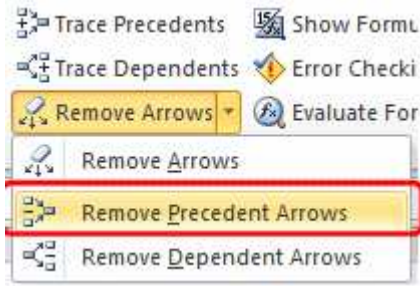 Trace Precedents Show Formu
Trace Dependents Error Checki
Remove Arrows Evaluate For
Remove Arrows
Remove Precedent Arrows
Remove Dependent Arrows